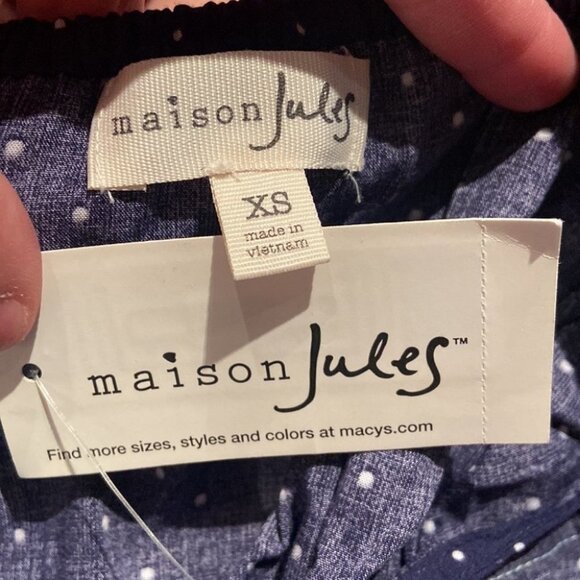 maison Jules
XS
made in
vietnam
maison Jules™
Find more sizes, styles and colors at macys.com